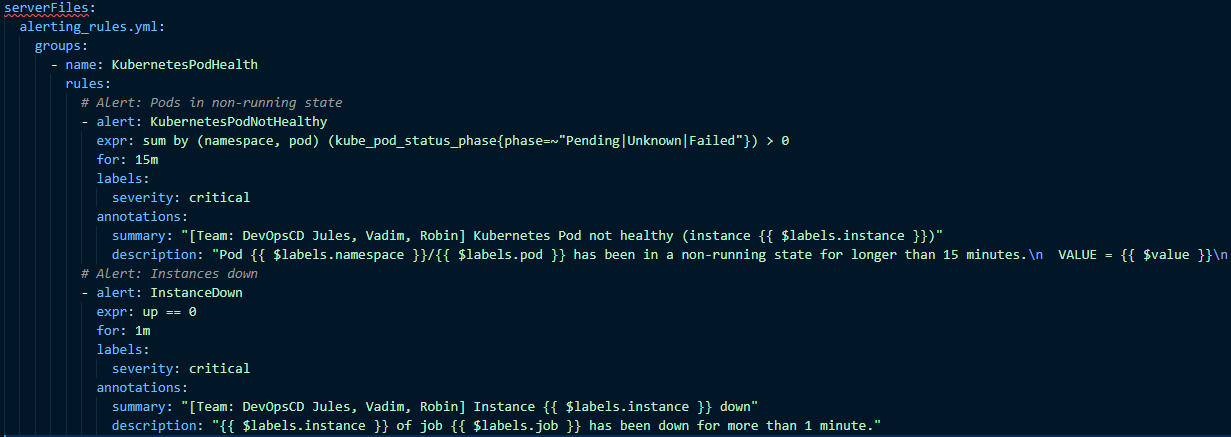 serverFiles:
  alerting_rules.yml:
    groups:
      - name: KubernetesPodHealth
        rules:
          # Alert: Pods in non-running state
          - alert: KubernetesPodNotHealthy
            expr: sum by (namespace, pod) (kube_pod_status_phase{phase=~"Pending|Unknown|Failed"}) > 0
            for: 15m
            labels:
              severity: critical
            annotations:
              summary: "[Team: DevOpsCD Jules, Vadim, Robin] Kubernetes Pod not healthy (instance {{ $labels.instance }})"
              description: "Pod {{ $labels.namespace }}/{{ $labels.pod }} has been in a non-running state for longer than 15 minutes.\n  VALUE = {{ $value }}\n
          # Alert: Instances down
          - alert: InstanceDown
            expr: up == 0
            for: 1m
            labels:
              severity: critical
            annotations:
              summary: "[Team: DevOpsCD Jules, Vadim, Robin] Instance {{ $labels.instance }} down"
              description: "{{ $labels.instance }} of job {{ $labels.job }} has been down for more than 1 minute."